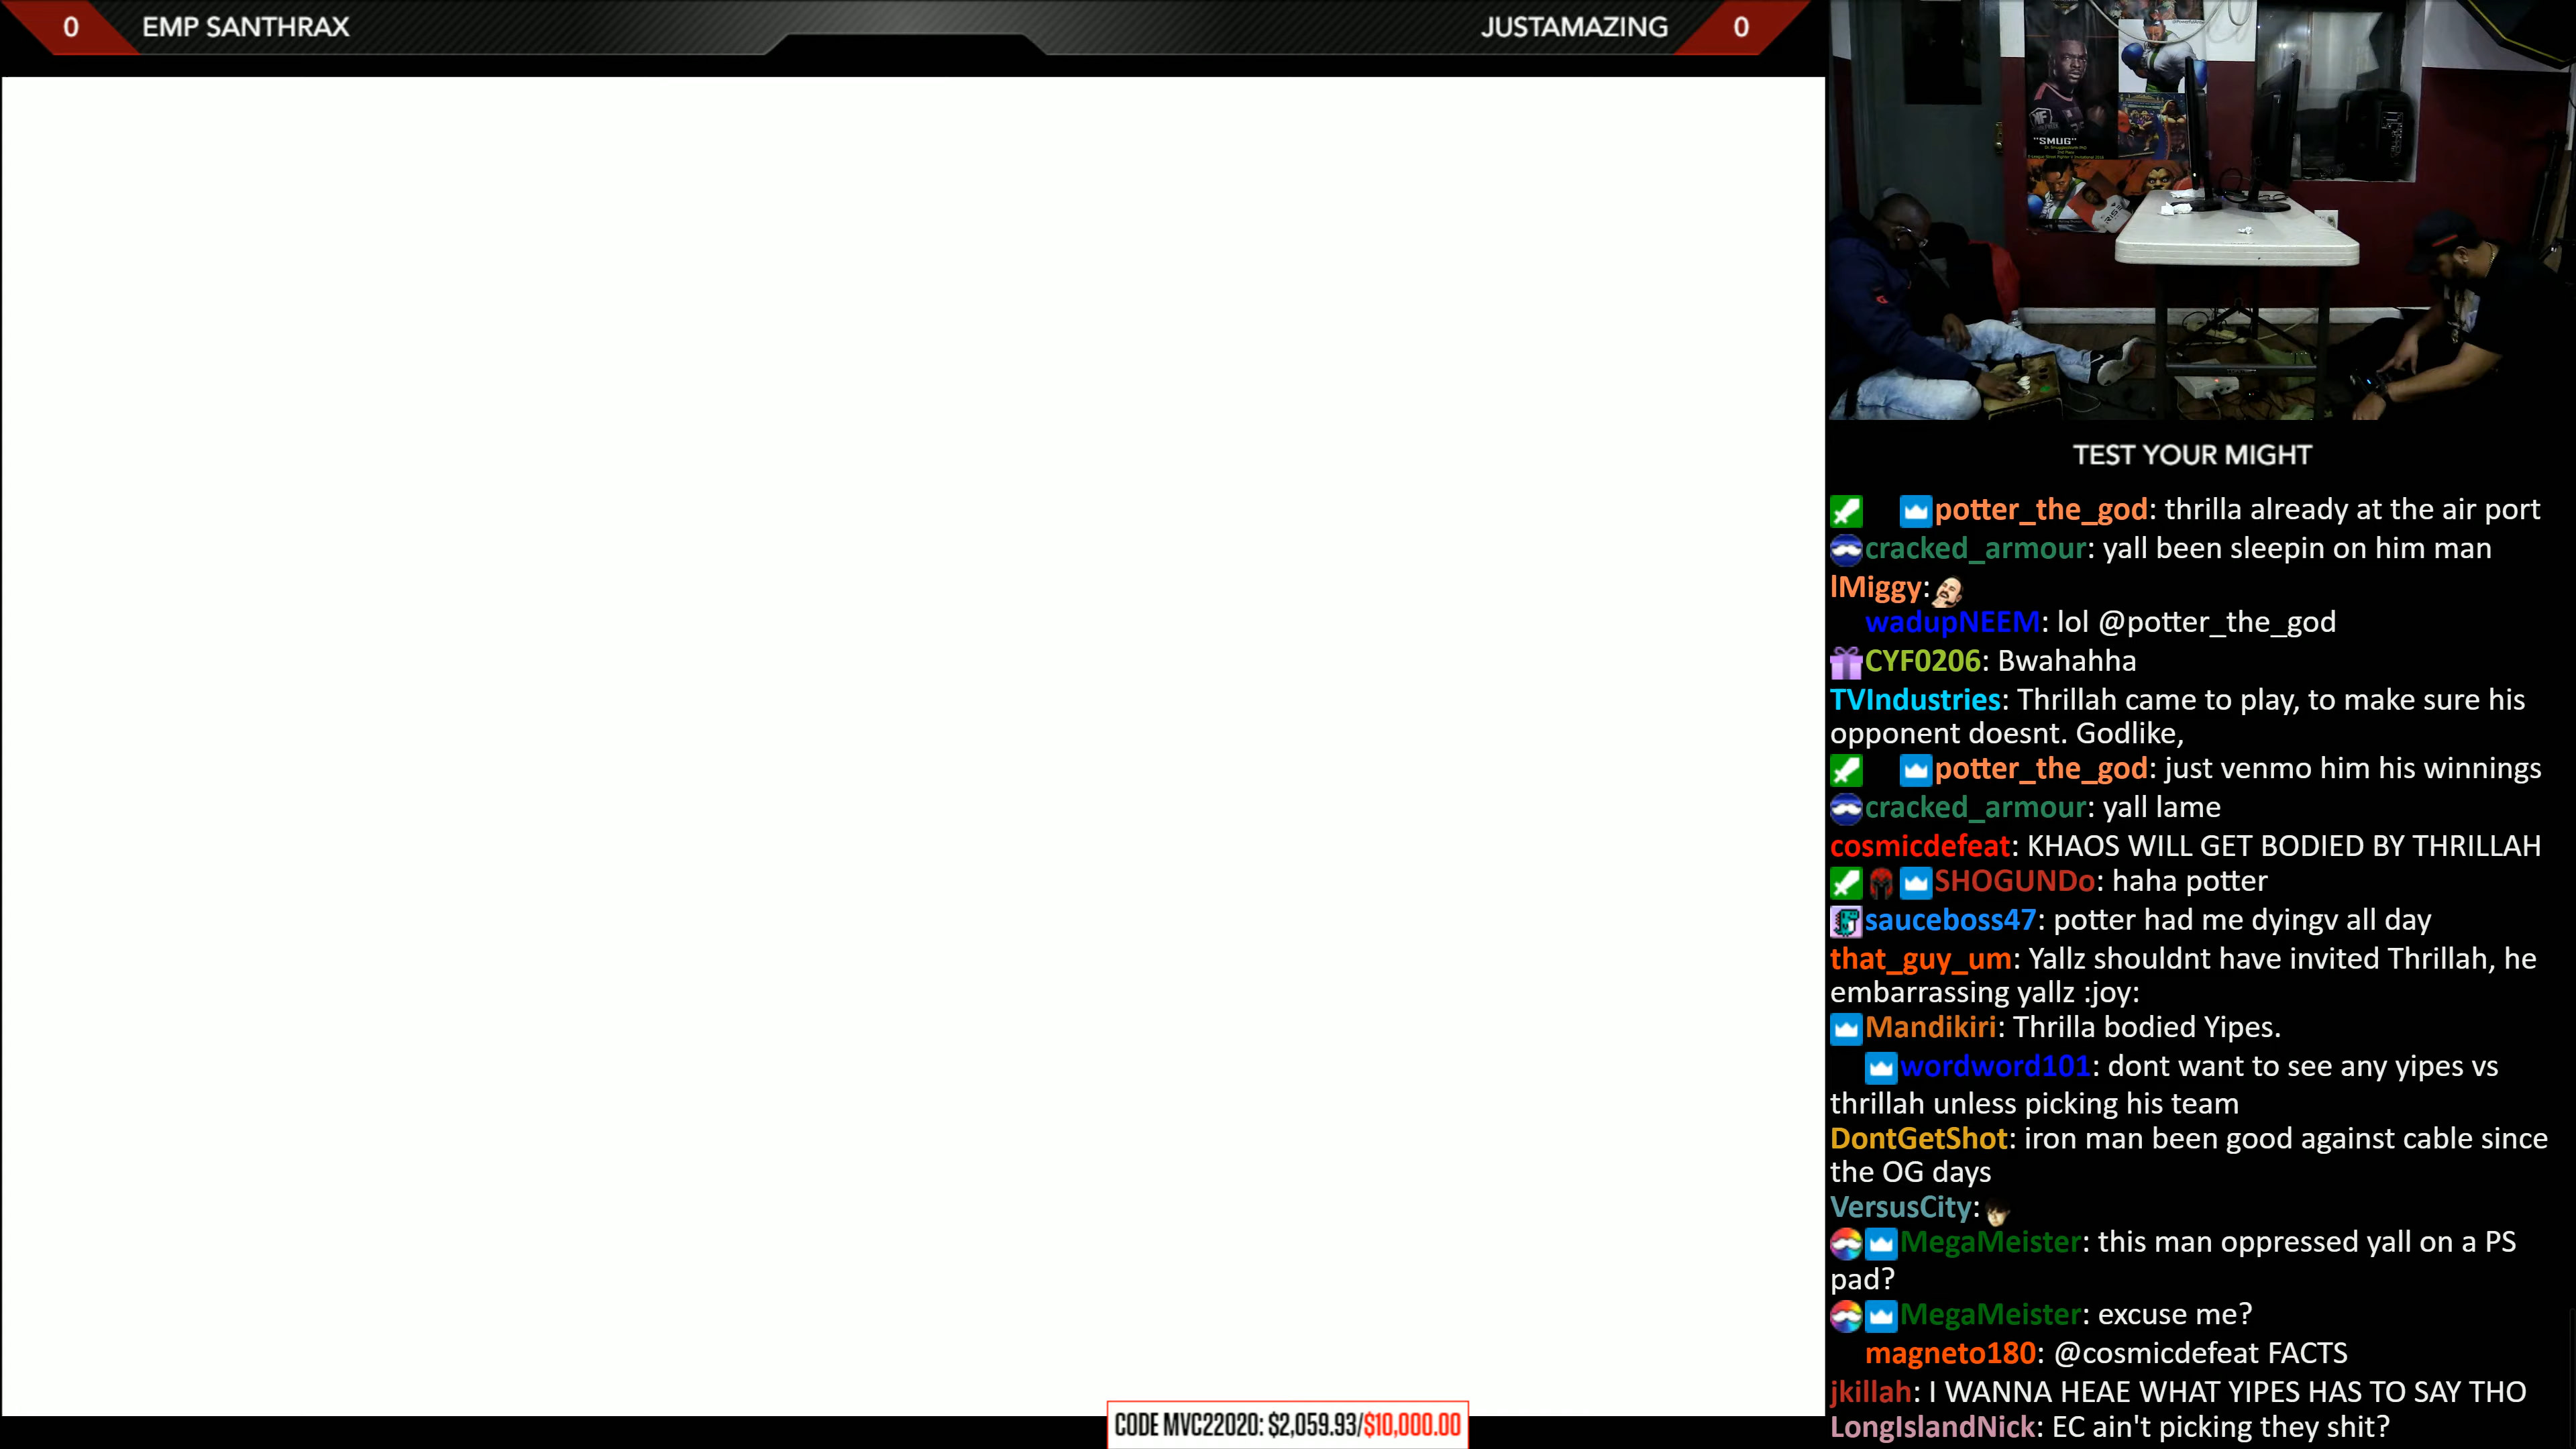 0 EMP SANTHRAX JUSTAMAZING 0
"SMUG"
TEST YOUR MIGHT
potter_the_god: thrilla already at the air port
cracked_armour: yall been sleepin on him man
lMiggy:
wadupNEEM: lol @potter_the_god
CYF0206: Bwahahha
TVIndustries: Thrillah came to play, to make sure his
opponent doesnt. Godlike,
potter_the_god: just venmo him his winnings
cracked_armour: yall lame
cosmicdefeat: KHAOS WILL GET BODIED BY THRILLAH
SHOGUNDo: haha potter
sauceboss47: potter had me dyingv all day
that_guy_um: Yallz shouldnt have invited Thrillah, he
embarrassing yallz :joy:
Mandikiri: Thrilla bodied Yipes.
wordword101: dont want to see any yipes vs
thrillah unless picking his team
DontGetShot: iron man been good against cable since
the OG days
VersusCity:
MegaMeister: this man oppressed yall on a PS
pad?
MegaMeister: excuse me?
magneto180: @cosmicdefeat FACTS
jkillah: I WANNA HEAE WHAT YIPES HAS TO SAY THO
LongIslandNick: EC ain't picking they shit?
CODE MVC22020: $2,059.93/$10,000.00